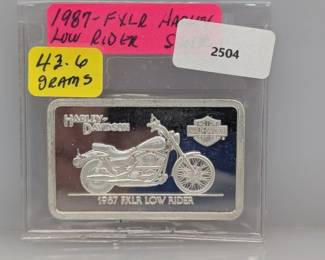 1987-FXLR HARLEY
LOW RIDER
2504
43.6
grams
HARLEY-
DAVIDSON
1987 FXLR LOW RIDER